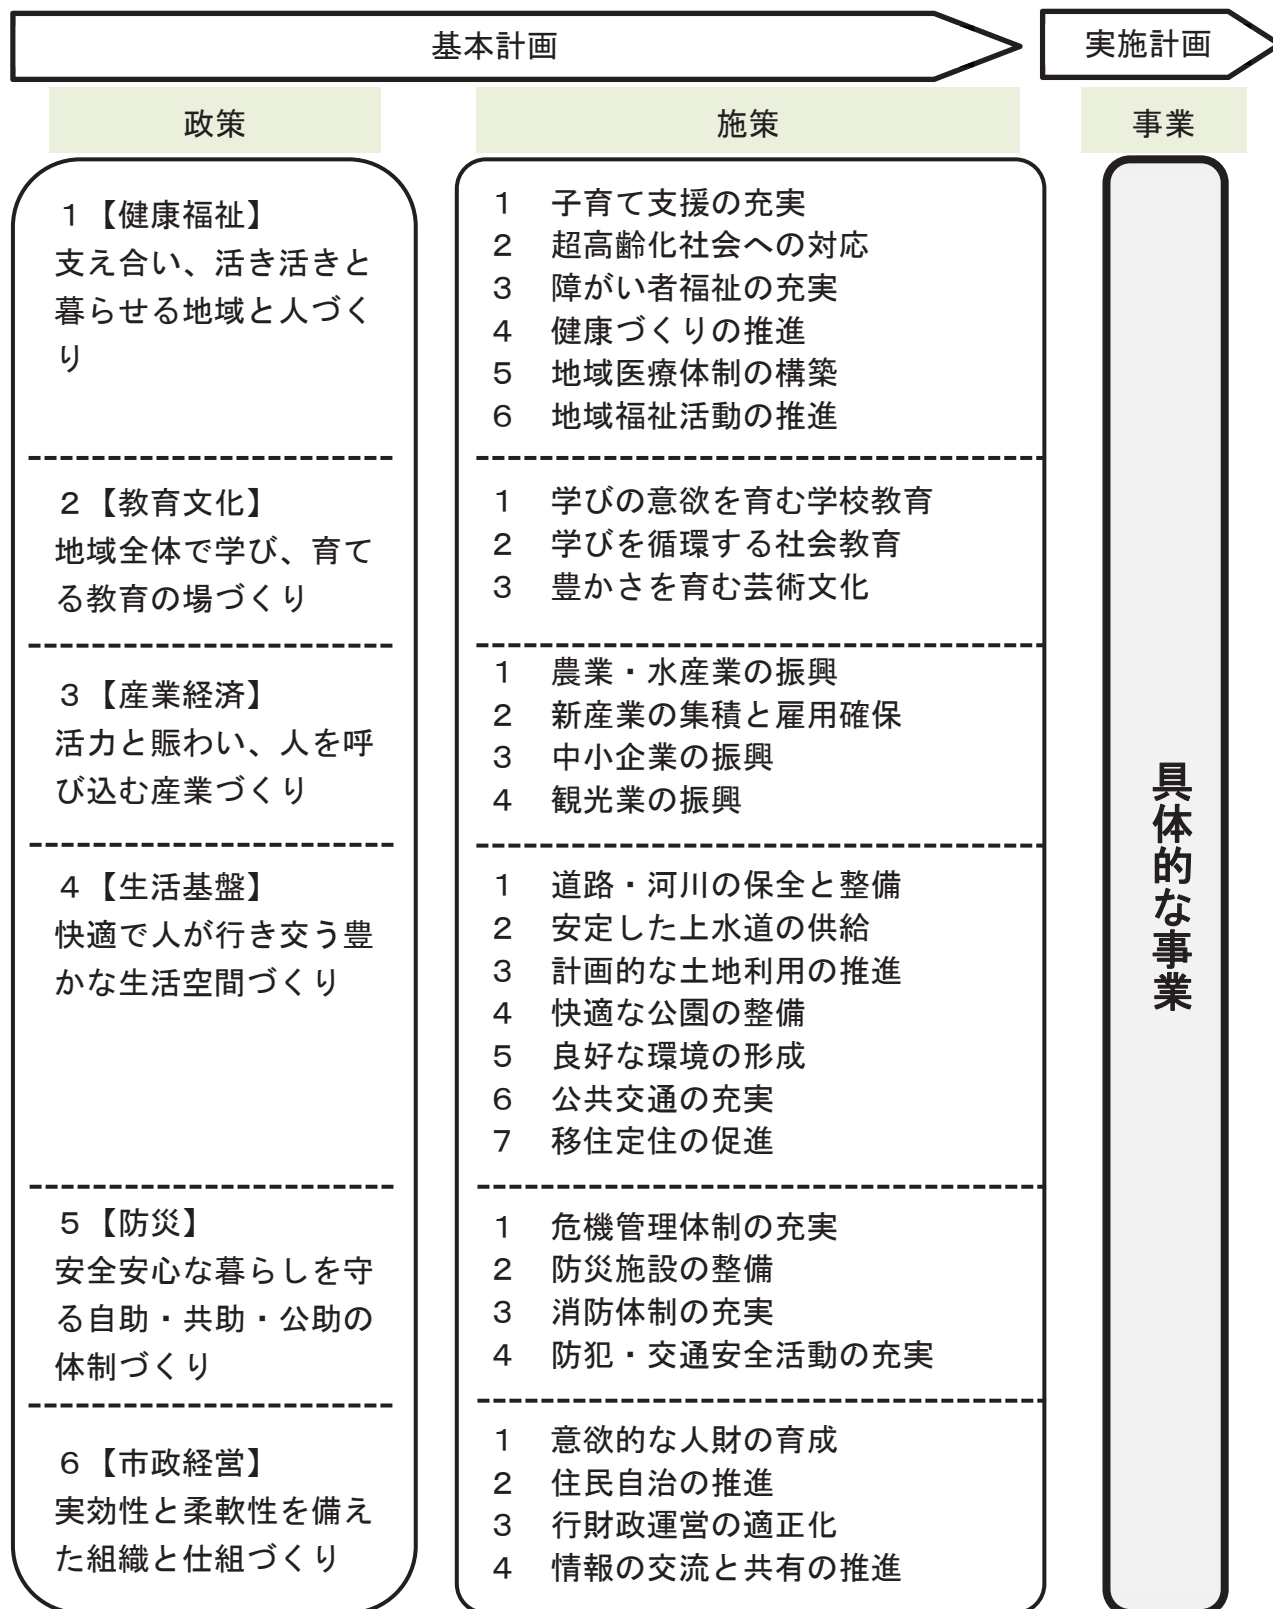 基本計画
実施計画
政策
施策
事業
1【健康福祉】
支え合い、活き活きと
暮らせる地域と人づく
り
1 子育て支援の充実
2 超高齢化社会への対応
3 障がい者福祉の充実
4 健康づくりの推進
5 地域医療体制の構築
6 地域福祉活動の推進
2【教育文化】
地域全体で学び、育て
る教育の場づくり
1 学びの意欲を育む学校教育
2 学びを循環する社会教育
3 豊かさを育む芸術文化
3【産業経済】
活力と賑わい、人を呼
び込む産業づくり
1 農業・水産業の振興
2 新産業の集積と雇用確保
3 中小企業の振興
4 観光業の振興
4【生活基盤】
快適で人が行き交う豊
かな生活空間づくり
1 道路・河川の保全と整備
2 安定した上水道の供給
3 計画的な土地利用の推進
4 快適な公園の整備
5 良好な環境の形成
6 公共交通の充実
7 移住定住の促進
5【防災】
安全安心な暮らしを守
る自助・共助・公助の
体制づくり
1 危機管理体制の充実
2 防災施設の整備
3 消防体制の充実
4 防犯・交通安全活動の充実
6【市政経営】
実効性と柔軟性を備え
た組織と仕組づくり
1 意欲的な人財の育成
2 住民自治の推進
3 行財政運営の適正化
4 情報の交流と共有の推進
具体的な事業